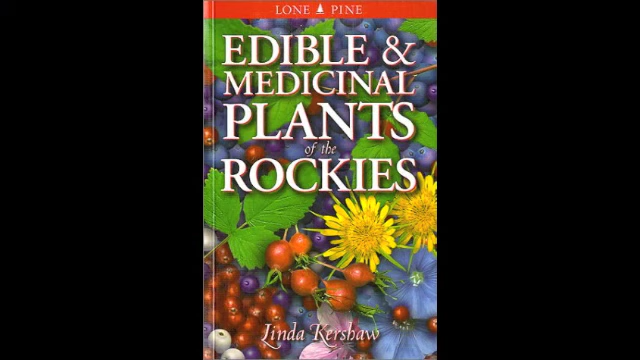 LONE PINE
EDIBLE &
MEDICINAL
PLANTS
of the
ROCKIES
Linda Kershaw